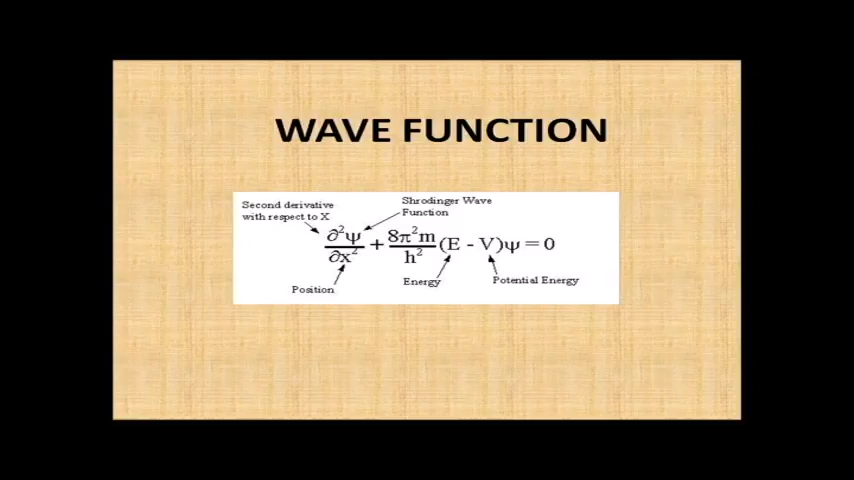 WAVE FUNCTION
Second derivative
with respect to X
Shrodinger Wave
Function
∂²ψ/∂x² + 8π²m/h² (E - V)ψ = 0
Position
Energy
Potential Energy